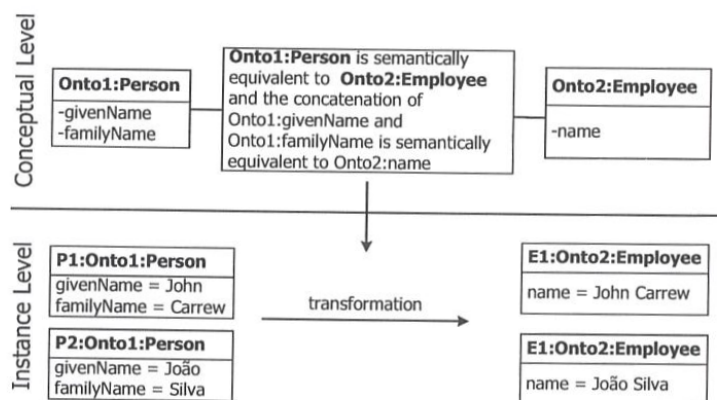 Conceptual Level
Onto1:Person
-givenName
-familyName
Onto1:Person is semantically
equivalent to Onto2:Employee
and the concatenation of
Onto1:givenName and
Onto1:familyName is semantically
equivalent to Onto2:name
Onto2:Employee
-name
Instance Level
P1:Onto1:Person
givenName = John
familyName = Carrew
P2:Onto1:Person
givenName = João
familyName = Silva
transformation
E1:Onto2:Employee
name = John Carrew
E1:Onto2:Employee
name = João Silva